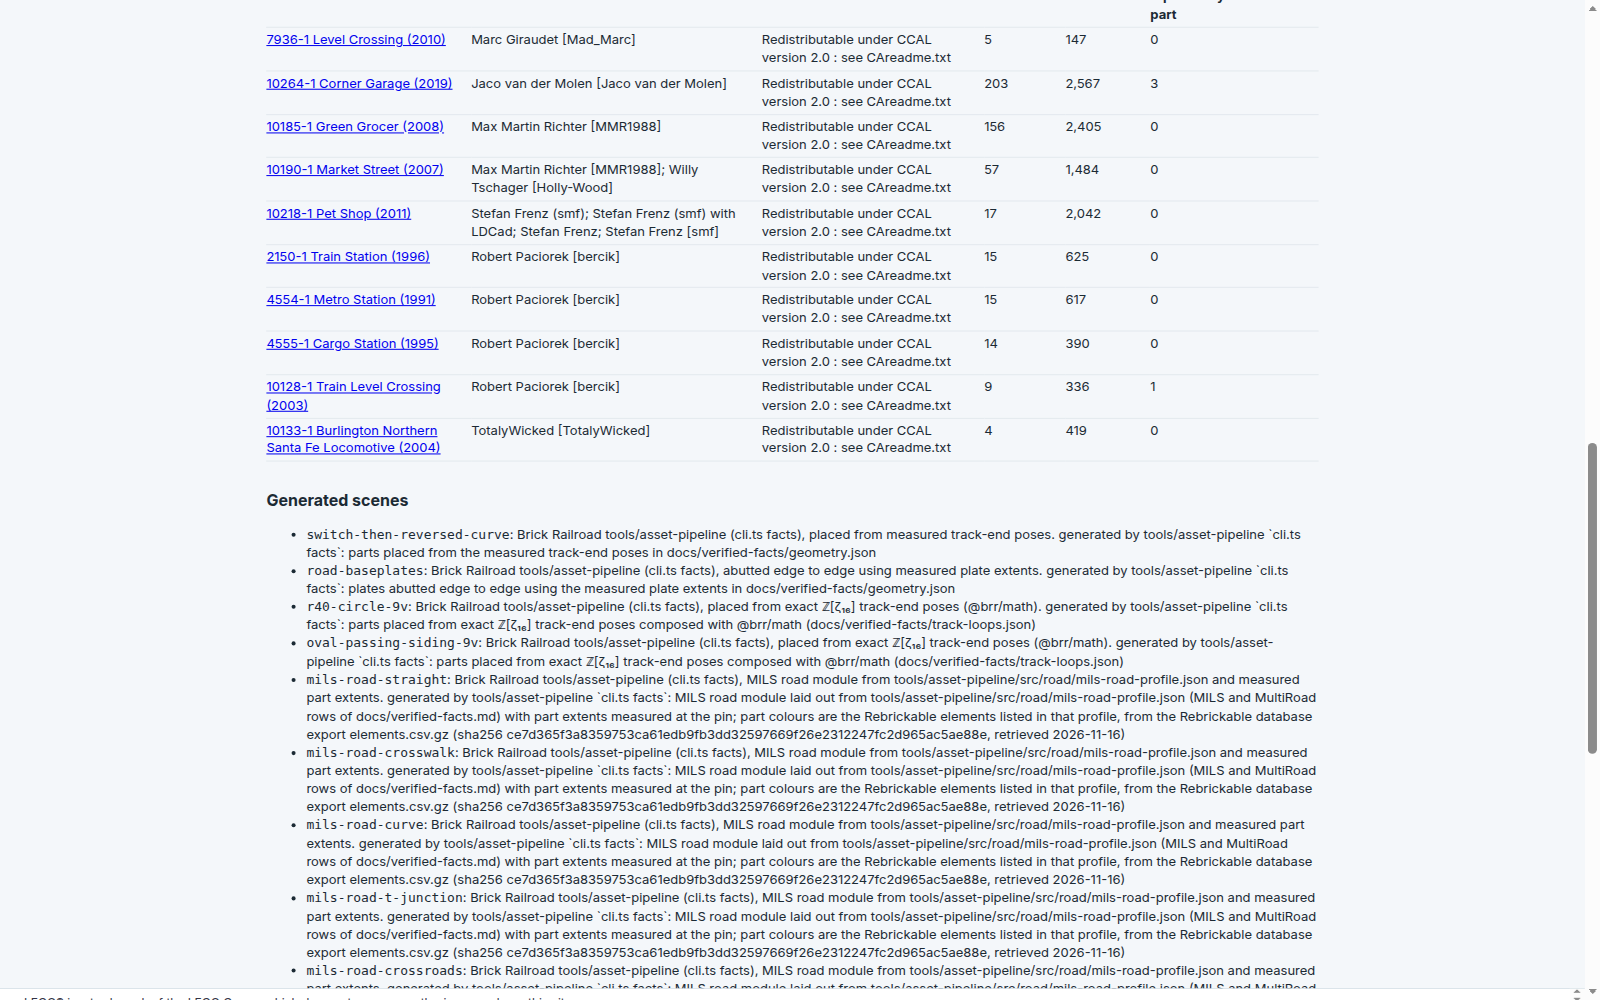 part
7936-1 Level Crossing (2010) Marc Giraudet [Mad_Marc] Redistributable under CCAL 5 147 0
version 2.0 : see CAreadme.txt
10264-1 Corner Garage (2019) Jaco van der Molen [Jaco van der Molen] Redistributable under CCAL 203 2,567 3
version 2.0 : see CAreadme.txt
10185-1 Green Grocer (2008) Max Martin Richter [MMR1988] Redistributable under CCAL 156 2,405 0
version 2.0 : see CAreadme.txt
10190-1 Market Street (2007) Max Martin Richter [MMR1988]; Willy Redistributable under CCAL 57 1,484 0
Tschager [Holly-Wood] version 2.0 : see CAreadme.txt
10218-1 Pet Shop (2011) Stefan Frenz (smf); Stefan Frenz (smf) with Redistributable under CCAL 17 2,042 0
LDCad; Stefan Frenz; Stefan Frenz [smf] version 2.0 : see CAreadme.txt
2150-1 Train Station (1996) Robert Paciorek [bercik] Redistributable under CCAL 15 625 0
version 2.0 : see CAreadme.txt
4554-1 Metro Station (1991) Robert Paciorek [bercik] Redistributable under CCAL 15 617 0
version 2.0 : see CAreadme.txt
4555-1 Cargo Station (1995) Robert Paciorek [bercik] Redistributable under CCAL 14 390 0
version 2.0 : see CAreadme.txt
10128-1 Train Level Crossing Robert Paciorek [bercik] Redistributable under CCAL 9 336 1
(2003) version 2.0 : see CAreadme.txt
10133-1 Burlington Northern TotalyWicked [TotalyWicked] Redistributable under CCAL 4 419 0
Santa Fe Locomotive (2004) version 2.0 : see CAreadme.txt
Generated scenes
• switch-then-reversed-curve: Brick Railroad tools/asset-pipeline (cli.ts facts), placed from measured track-end poses. generated by tools/asset-pipeline `cli.ts
facts`: parts placed from the measured track-end poses in docs/verified-facts/geometry.json
• road-baseplates: Brick Railroad tools/asset-pipeline (cli.ts facts), abutted edge to edge using measured plate extents. generated by tools/asset-pipeline `cli.ts
facts`: plates abutted edge to edge using the measured plate extents in docs/verified-facts/geometry.json
• r40-circle-9v: Brick Railroad tools/asset-pipeline (cli.ts facts), placed from exact ℤ[ζ₁₆] track-end poses (@brr/math). generated by tools/asset-pipeline `cli.ts
facts`: parts placed from exact ℤ[ζ₁₆] track-end poses composed with @brr/math (docs/verified-facts/track-loops.json)
• oval-passing-siding-9v: Brick Railroad tools/asset-pipeline (cli.ts facts), placed from exact ℤ[ζ₁₆] track-end poses (@brr/math). generated by tools/asset-
pipeline `cli.ts facts`: parts placed from exact ℤ[ζ₁₆] track-end poses composed with @brr/math (docs/verified-facts/track-loops.json)
• mils-road-straight: Brick Railroad tools/asset-pipeline (cli.ts facts), MILS road module from tools/asset-pipeline/src/road/mils-road-profile.json and measured
part extents. generated by tools/asset-pipeline `cli.ts facts`: MILS road module laid out from tools/asset-pipeline/src/road/mils-road-profile.json (MILS and MultiRoad
rows of docs/verified-facts.md) with part extents measured at the pin; part colours are the Rebrickable elements listed in that profile, from the Rebrickable database
export elements.csv.gz (sha256 ce7d365f3a8359753ca61edb9fb3dd32597669f26e2312247fc2d965ac5ae88e, retrieved 2026-11-16)
• mils-road-crosswalk: Brick Railroad tools/asset-pipeline (cli.ts facts), MILS road module from tools/asset-pipeline/src/road/mils-road-profile.json and measured
part extents. generated by tools/asset-pipeline `cli.ts facts`: MILS road module laid out from tools/asset-pipeline/src/road/mils-road-profile.json (MILS and MultiRoad
rows of docs/verified-facts.md) with part extents measured at the pin; part colours are the Rebrickable elements listed in that profile, from the Rebrickable database
export elements.csv.gz (sha256 ce7d365f3a8359753ca61edb9fb3dd32597669f26e2312247fc2d965ac5ae88e, retrieved 2026-11-16)
• mils-road-curve: Brick Railroad tools/asset-pipeline (cli.ts facts), MILS road module from tools/asset-pipeline/src/road/mils-road-profile.json and measured part
extents. generated by tools/asset-pipeline `cli.ts facts`: MILS road module laid out from tools/asset-pipeline/src/road/mils-road-profile.json (MILS and MultiRoad
rows of docs/verified-facts.md) with part extents measured at the pin; part colours are the Rebrickable elements listed in that profile, from the Rebrickable database
export elements.csv.gz (sha256 ce7d365f3a8359753ca61edb9fb3dd32597669f26e2312247fc2d965ac5ae88e, retrieved 2026-11-16)
• mils-road-t-junction: Brick Railroad tools/asset-pipeline (cli.ts facts), MILS road module from tools/asset-pipeline/src/road/mils-road-profile.json and measured
part extents. generated by tools/asset-pipeline `cli.ts facts`: MILS road module laid out from tools/asset-pipeline/src/road/mils-road-profile.json (MILS and MultiRoad
rows of docs/verified-facts.md) with part extents measured at the pin; part colours are the Rebrickable elements listed in that profile, from the Rebrickable database
export elements.csv.gz (sha256 ce7d365f3a8359753ca61edb9fb3dd32597669f26e2312247fc2d965ac5ae88e, retrieved 2026-11-16)
• mils-road-crossroads: Brick Railroad tools/asset-pipeline (cli.ts facts), MILS road module from tools/asset-pipeline/src/road/mils-road-profile.json and measured